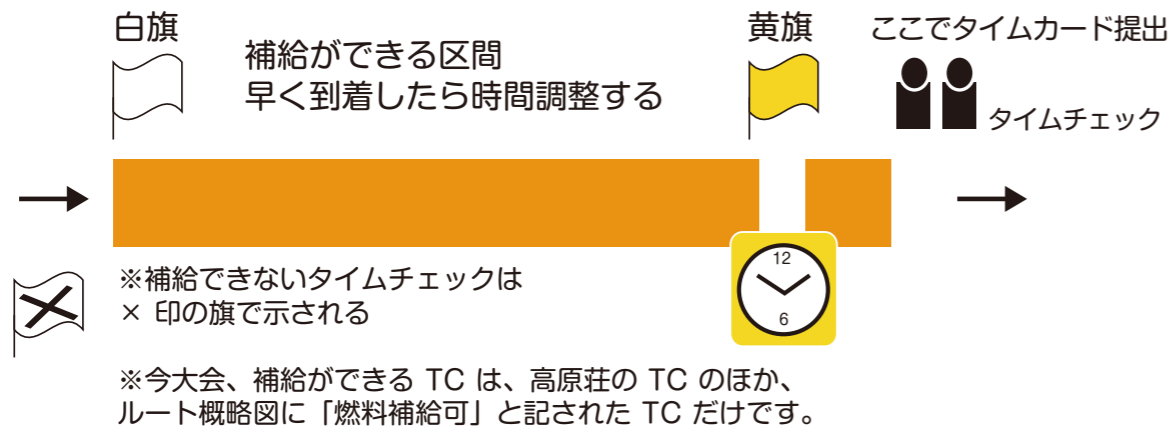 白旗
補給ができる区間
早く到着したら時間調整する
黄旗
ここでタイムカード提出
タイムチェック
12
6
※補給できないタイムチェックは
× 印の旗で示される
※今大会、補給ができる TC は、高原荘の TC のほか、
ルート概略図に「燃料補給可」と記された TC だけです。